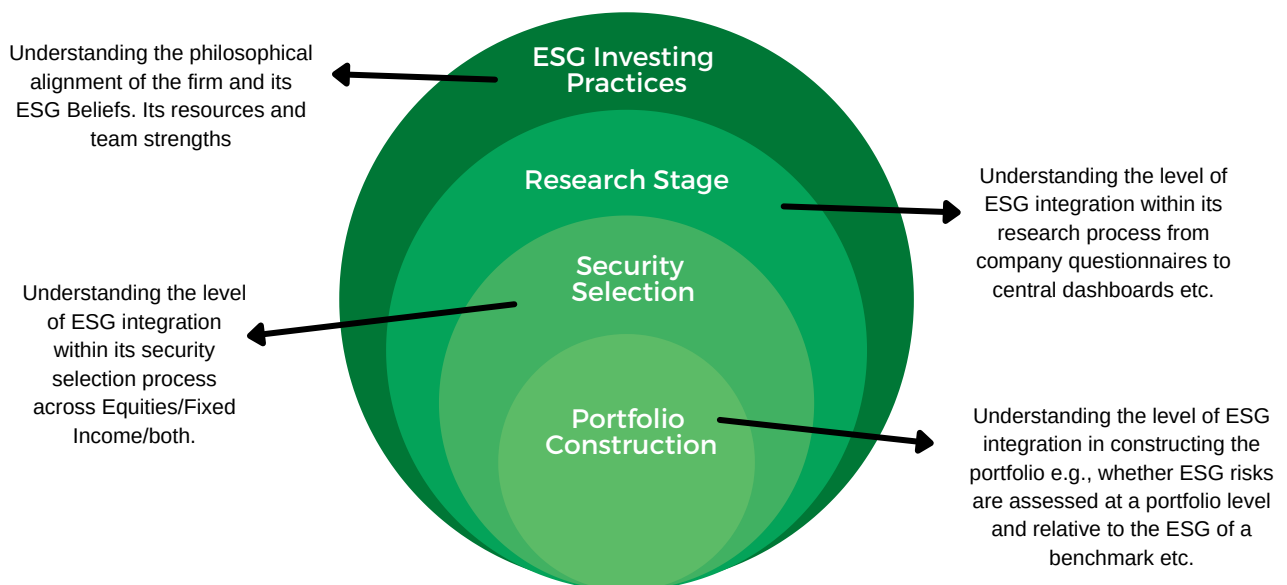 Understanding the philosophical
alignment of the firm and its
ESG Beliefs. Its resources and
team strengths
ESG Investing
Practices
Research Stage
Understanding the level of
ESG integration within its
research process from
company questionnaires to
central dashboards etc.
Security
Selection
Understanding the level
of ESG integration
within its security
selection process
across Equities/Fixed
Income/both.
Portfolio
Construction
Understanding the level of ESG
integration in constructing the
portfolio e.g., whether ESG risks
are assessed at a portfolio level
and relative to the ESG of a
benchmark etc.